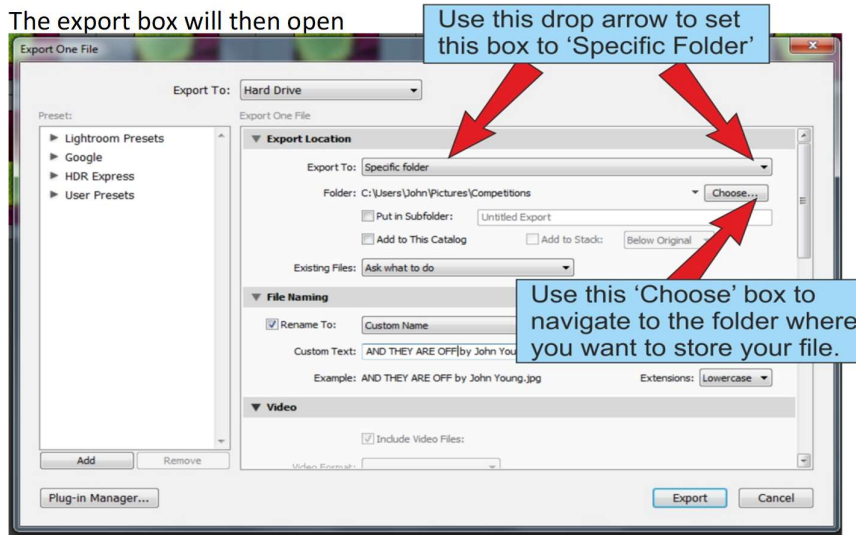 The export box will then open
Use this drop arrow to set
this box to ‘Specific Folder’
Export One File
Export To: Hard Drive
Preset:
Export One File
Lightroom Presets
Google
HDR Express
User Presets
Export Location
Export To: Specific folder
Folder: C:\Users\John\Pictures\Competitions Choose...
Put in Subfolder: Untitled Export
Add to This Catalog Add to Stack: Below Original
Existing Files: Ask what to do
Use this ‘Choose’ box to
navigate to the folder where
you want to store your file.
File Naming
Rename To: Custom Name
Custom Text: AND THEY ARE OFF by John You
Example: AND THEY ARE OFF by John Young.jpg Extensions: Lowercase
Video
Include Video Files:
Video Format:
Add Remove
Plug-in Manager... Export Cancel